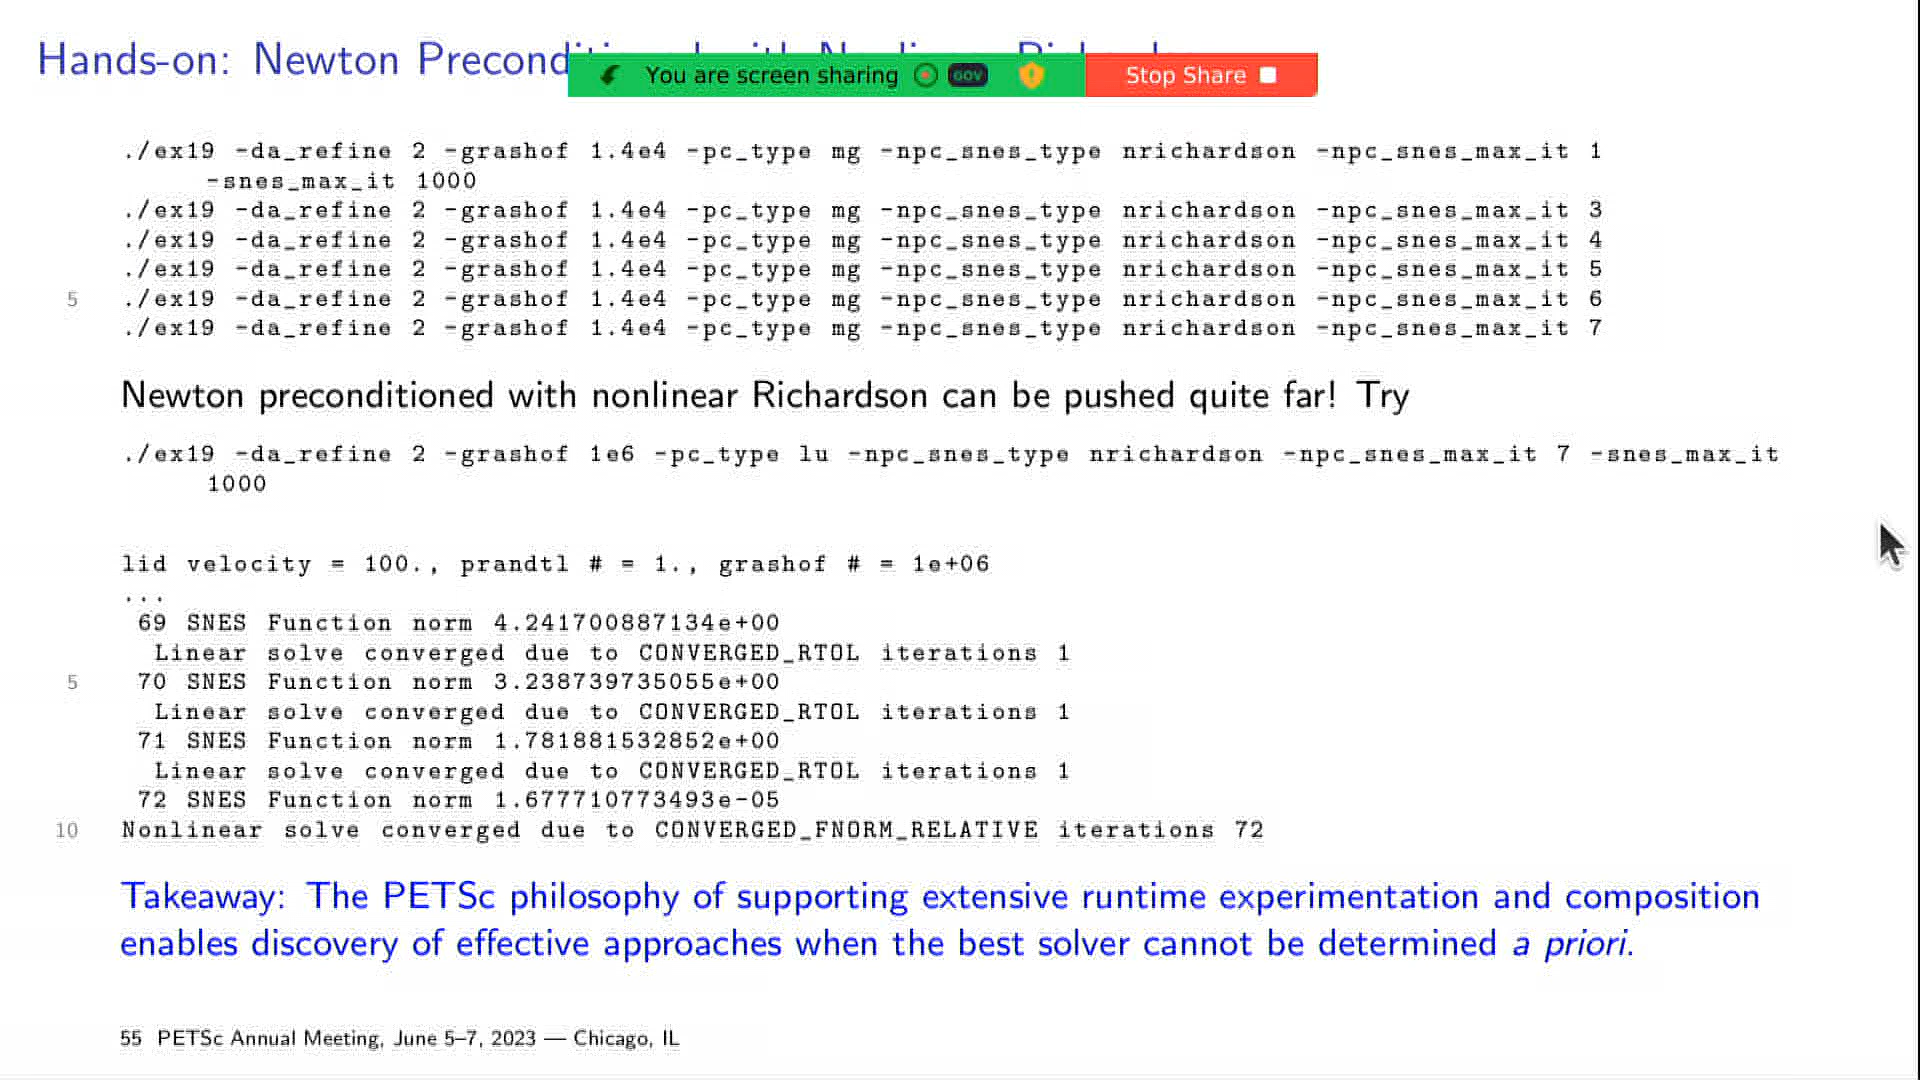 Hands-on: Newton
You are screen sharing GOV Stop Share
./ex19 -da_refine 2 -grashof 1.4e4 -pc_type mg -npc_snes_type nrichardson -npc_snes_max_it 1
-snes_max_it 1000
./ex19 -da_refine 2 -grashof 1.4e4 -pc_type mg -npc_snes_type nrichardson -npc_snes_max_it 3
./ex19 -da_refine 2 -grashof 1.4e4 -pc_type mg -npc_snes_type nrichardson -npc_snes_max_it 4
./ex19 -da_refine 2 -grashof 1.4e4 -pc_type mg -npc_snes_type nrichardson -npc_snes_max_it 5
5 ./ex19 -da_refine 2 -grashof 1.4e4 -pc_type mg -npc_snes_type nrichardson -npc_snes_max_it 6
./ex19 -da_refine 2 -grashof 1.4e4 -pc_type mg -npc_snes_type nrichardson -npc_snes_max_it 7
Newton preconditioned with nonlinear Richardson can be pushed quite far! Try
./ex19 -da_refine 2 -grashof 1e6 -pc_type lu -npc_snes_type nrichardson -npc_snes_max_it 7 -snes_max_it
1000
lid velocity = 100., prandtl # = 1., grashof # = 1e+06
...
69 SNES Function norm 4.241700887134e+00
Linear solve converged due to CONVERGED_RTOL iterations 1
5 70 SNES Function norm 3.238739735055e+00
Linear solve converged due to CONVERGED_RTOL iterations 1
71 SNES Function norm 1.781881532852e+00
Linear solve converged due to CONVERGED_RTOL iterations 1
72 SNES Function norm 1.677710773493e-05
10 Nonlinear solve converged due to CONVERGED_FNORM_RELATIVE iterations 72
Takeaway: The PETSc philosophy of supporting extensive runtime experimentation and composition
enables discovery of effective approaches when the best solver cannot be determined a priori.
55 PETSc Annual Meeting, June 5–7, 2023 — Chicago, IL